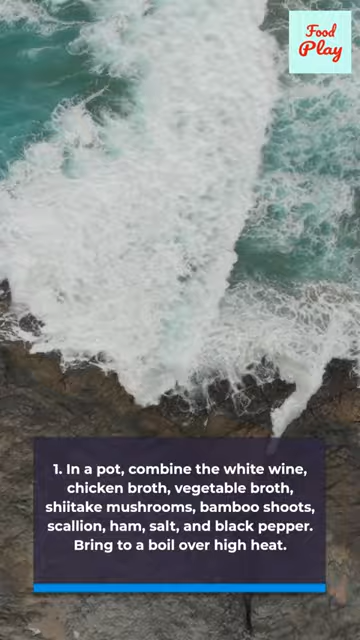 Food
Play
1. In a pot, combine the white wine,
chicken broth, vegetable broth,
shiitake mushrooms, bamboo shoots,
scallion, ham, salt, and black pepper.
Bring to a boil over high heat.